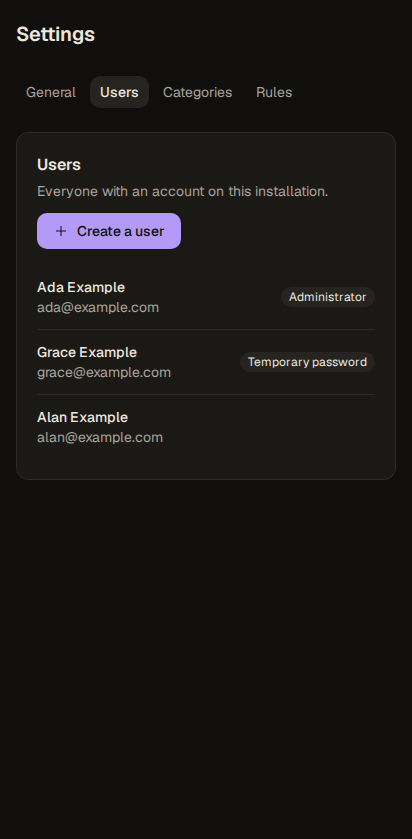 Settings
General Users Categories Rules
Users
Everyone with an account on this installation.
+ Create a user
Ada Example
ada@example.com
Administrator
Grace Example
grace@example.com
Temporary password
Alan Example
alan@example.com